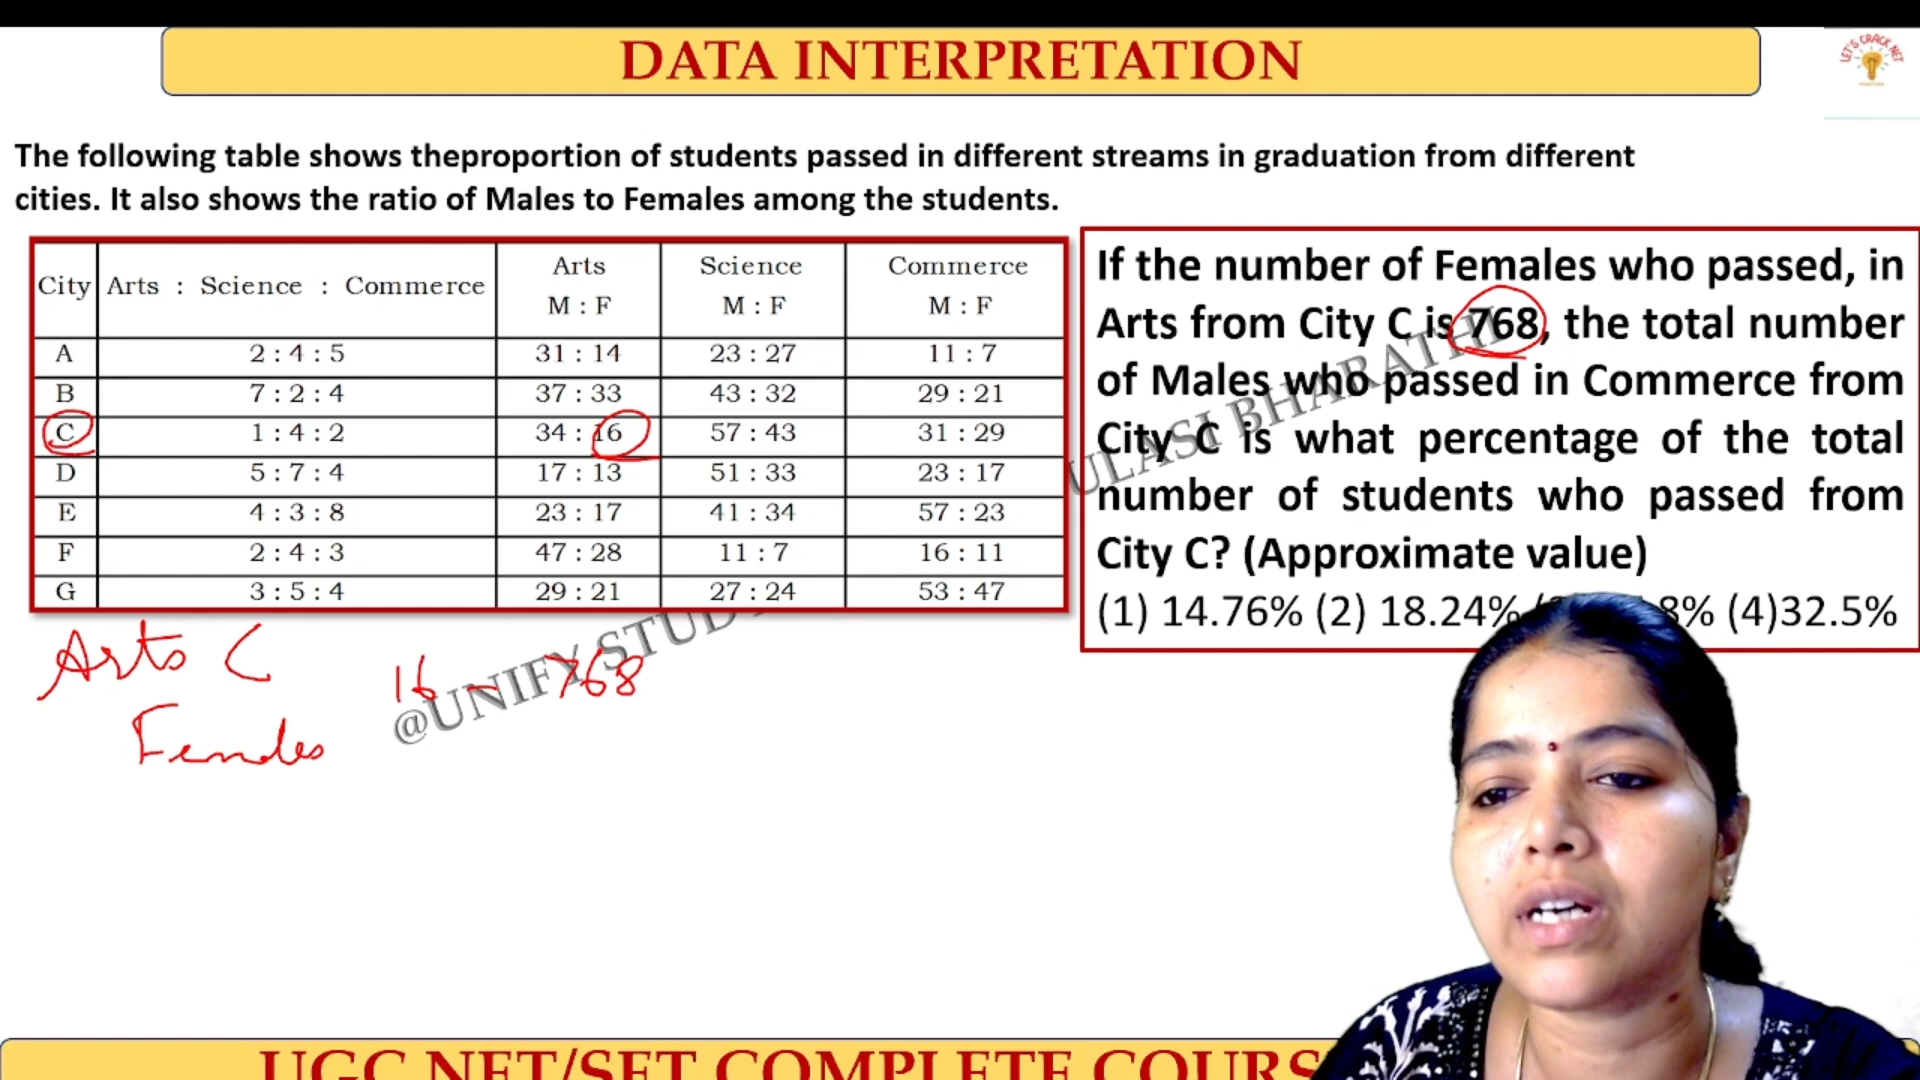 DATA INTERPRETATION
LET'S CRACK NET
The following table shows theproportion of students passed in different streams in graduation from different
cities. It also shows the ratio of Males to Females among the students.
City Arts : Science : Commerce Arts M : F Science M : F Commerce M : F
A 2 : 4 : 5 31 : 14 23 : 27 11 : 7
B 7 : 2 : 4 37 : 33 43 : 32 29 : 21
C 1 : 4 : 2 34 : 16 57 : 43 31 : 29
D 5 : 7 : 4 17 : 13 51 : 33 23 : 17
E 4 : 3 : 8 23 : 17 41 : 34 57 : 23
F 2 : 4 : 3 47 : 28 11 : 7 16 : 11
G 3 : 5 : 4 29 : 21 27 : 24 53 : 47
If the number of Females who passed, in
Arts from City C is 768, the total number
of Males who passed in Commerce from
City C is what percentage of the total
number of students who passed from
City C? (Approximate value)
(1) 14.76% (2) 18.24% 8% (4)32.5%
@UNIFY STUD ULASI BHARATHI
Arts C
Females 16 - 768
UGC NET/SET COMPLETE COURS